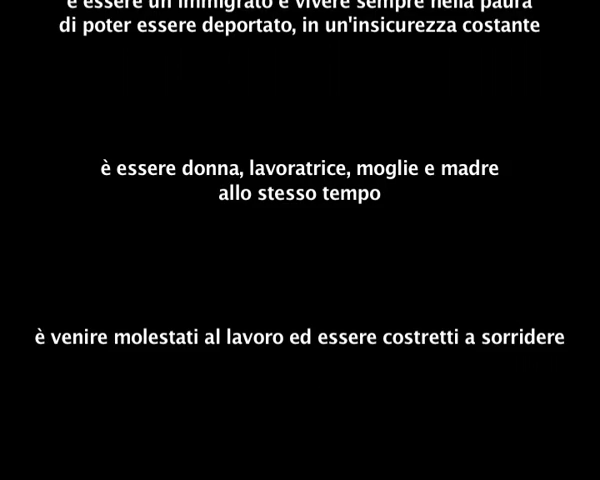 è essere un immigrato e vivere sempre nella paura
di poter essere deportato, in un'insicurezza costante
è essere donna, lavoratrice, moglie e madre
allo stesso tempo
è venire molestati al lavoro ed essere costretti a sorridere